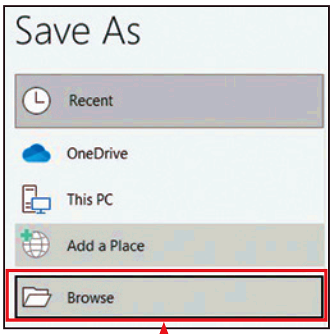 Save As
Recent
OneDrive
This PC
Add a Place
Browse